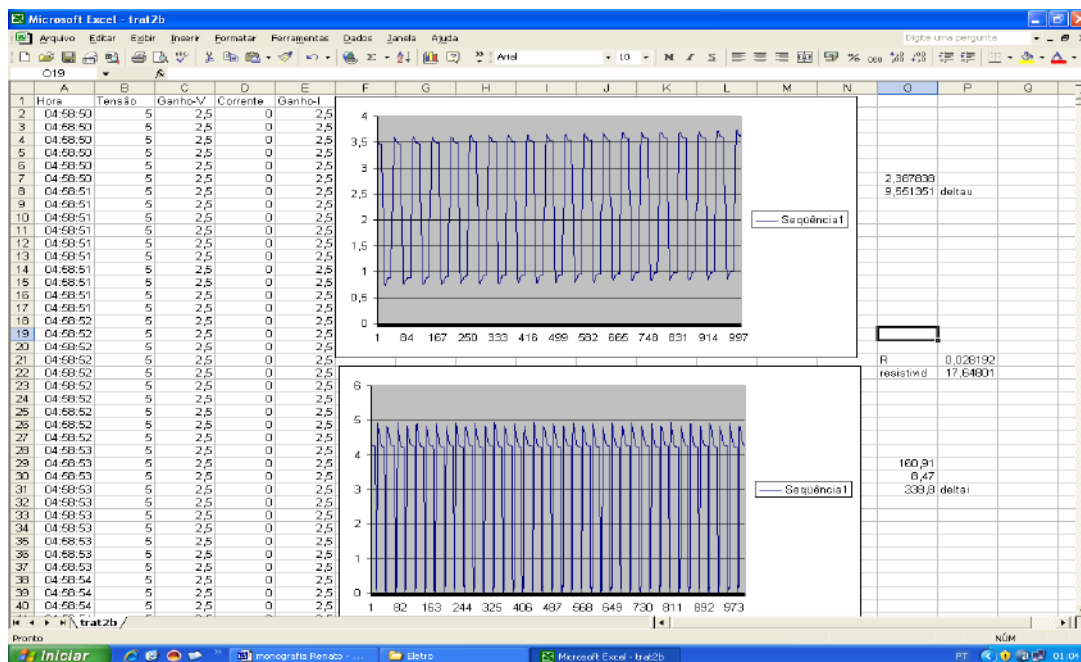 Microsoft Excel - trat2b
Arquivo Editar Exibir Inserir Formatar Ferramentas Dados Janela Ajuda Digite uma pergunta
Arial 10 N I S % 000
O19 fx
A B C D E F G H I J K L M N O P Q
1 Hora Tensão Ganho-V Corrente Ganho-I
2 04:58:50 5 2,5 0 2,5
3 04:58:50 5 2,5 0 2,5
4 04:58:50 5 2,5 0 2,5
5 04:58:50 5 2,5 0 2,5
6 04:58:50 5 2,5 0 2,5
7 04:58:50 5 2,5 0 2,5 2,387838
8 04:58:51 5 2,5 0 2,5 9,551351 deltau
9 04:58:51 5 2,5 0 2,5
10 04:58:51 5 2,5 0 2,5
11 04:58:51 5 2,5 0 2,5
12 04:58:51 5 2,5 0 2,5
13 04:58:51 5 2,5 0 2,5
14 04:58:51 5 2,5 0 2,5
15 04:58:51 5 2,5 0 2,5
16 04:58:51 5 2,5 0 2,5
17 04:58:51 5 2,5 0 2,5
18 04:58:52 5 2,5 0 2,5
19 04:58:52 5 2,5 0 2,5
20 04:58:52 5 2,5 0 2,5
21 04:58:52 5 2,5 0 2,5 R 0,028192
22 04:58:52 5 2,5 0 2,5 resistivid 17,64801
23 04:58:52 5 2,5 0 2,5
24 04:58:52 5 2,5 0 2,5
25 04:58:52 5 2,5 0 2,5
26 04:58:52 5 2,5 0 2,5
27 04:58:52 5 2,5 0 2,5
28 04:58:53 5 2,5 0 2,5
29 04:58:53 5 2,5 0 2,5 160,91
30 04:58:53 5 2,5 0 2,5 8,47
31 04:58:53 5 2,5 0 2,5 338,8 deltai
32 04:58:53 5 2,5 0 2,5
33 04:58:53 5 2,5 0 2,5
34 04:58:53 5 2,5 0 2,5
35 04:58:53 5 2,5 0 2,5
36 04:58:53 5 2,5 0 2,5
37 04:58:53 5 2,5 0 2,5
38 04:58:54 5 2,5 0 2,5
39 04:58:54 5 2,5 0 2,5
40 04:58:54 5 2,5 0 2,5
4
3,5
3
2,5
2
1,5
1
0,5
0
1 84 167 250 333 416 499 582 665 748 831 914 997
Seqüência1
6
5
4
3
2
1
0
1 82 163 244 325 406 487 568 649 730 811 892 973
Seqüência1
trat2b
Pronto NÚM
Iniciar monografia Renato - ... Eletro Microsoft Excel - trat2b PT 01:04